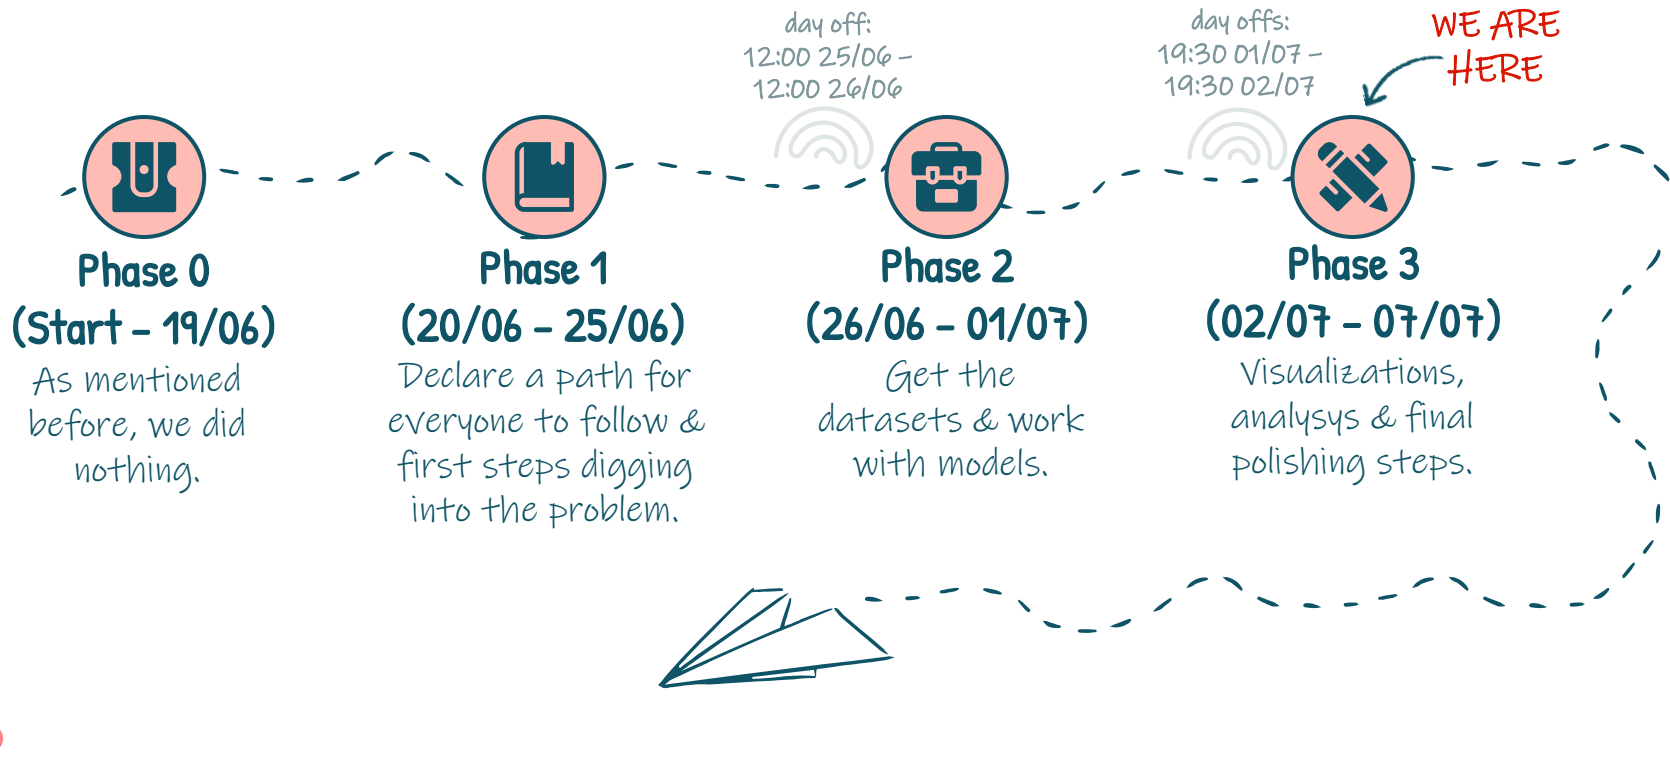 day off:
12:00 25/06 –
12:00 26/06
day offs:
19:30 01/07 –
19:30 02/07
WE ARE
HERE
Phase 0
(Start – 19/06)
As mentioned
before, we did
nothing.
Phase 1
(20/06 – 25/06)
Declare a path for
everyone to follow &
first steps digging
into the problem.
Phase 2
(26/06 – 01/07)
Get the
datasets & work
with models.
Phase 3
(02/07 – 07/07)
Visualizations,
analysys & final
polishing steps.